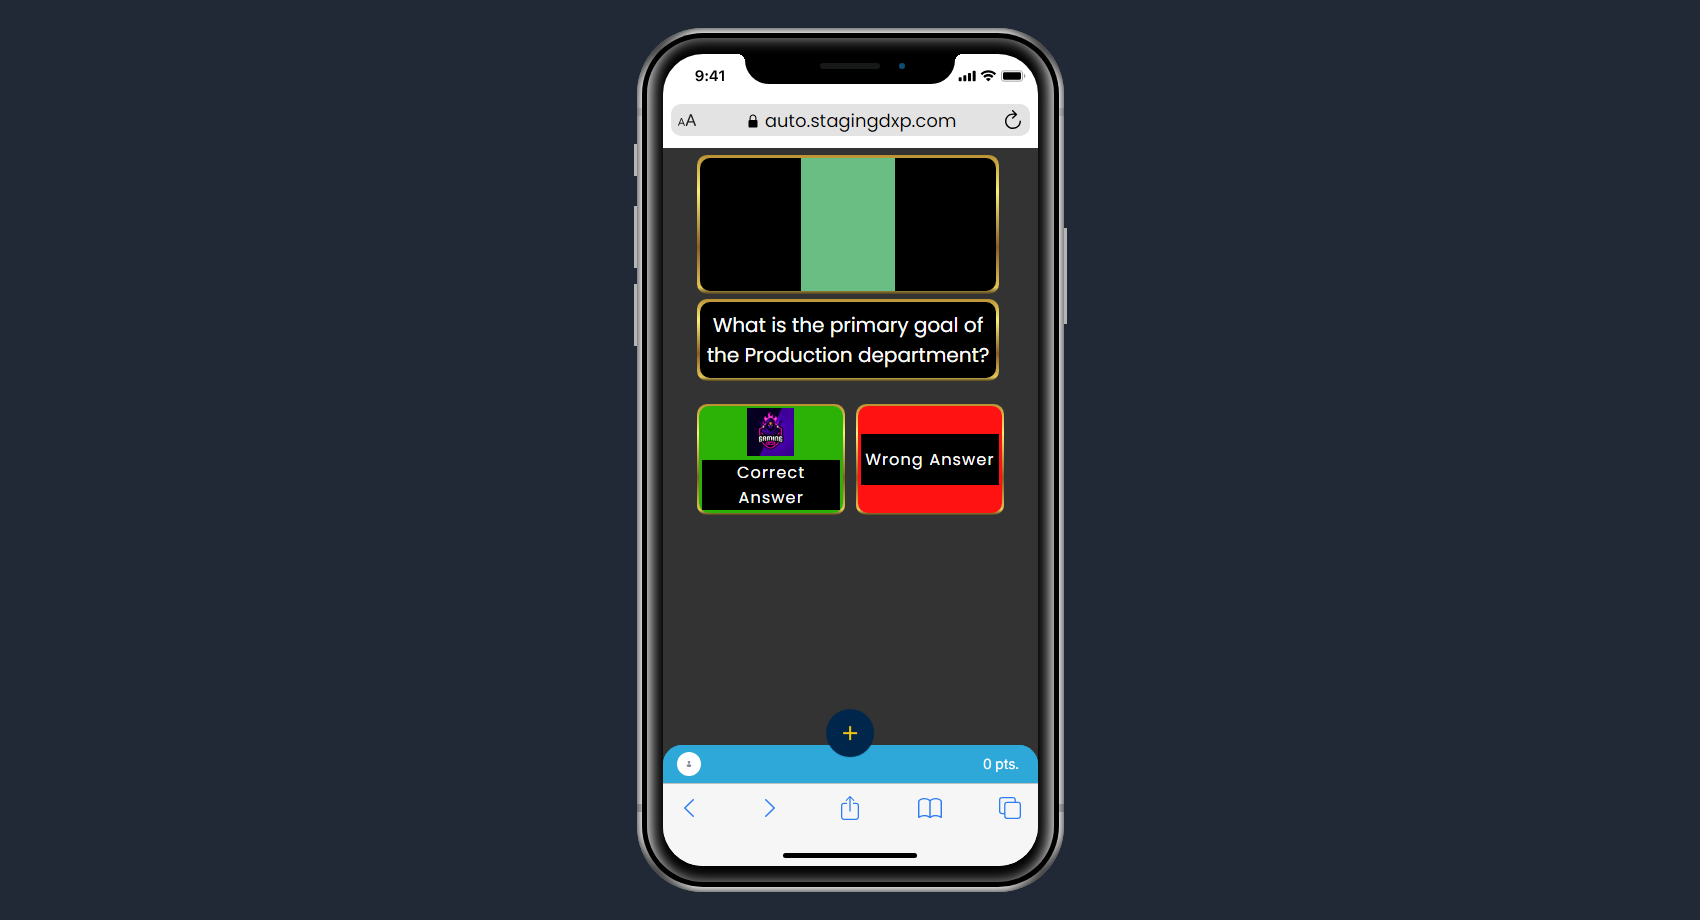 9:41
AA
auto.stagingdxp.com
What is the primary goal of
the Production department?
GAMING
Correct
Answer
Wrong Answer
+
0 pts.